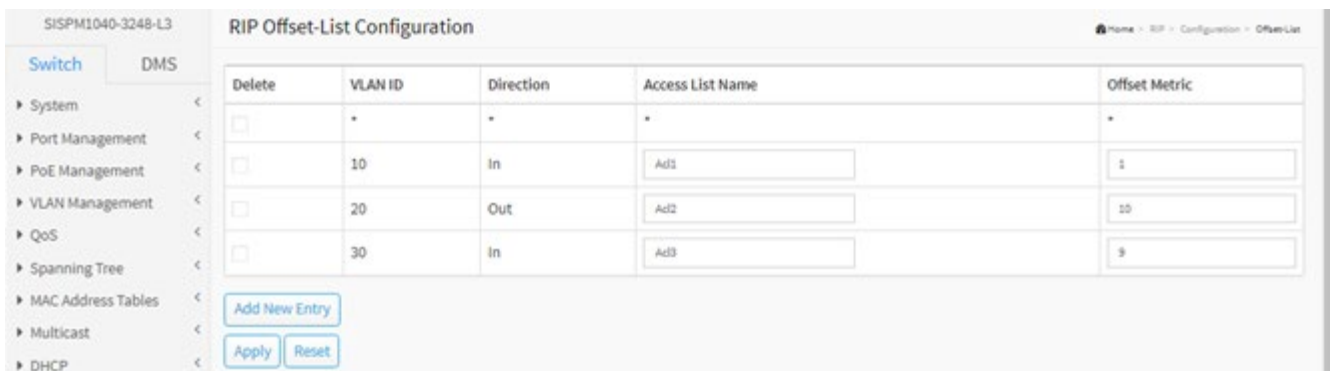 SISPM1040-3248-L3
RIP Offset-List Configuration
Home > RIP > Configuration > Offset-List
Switch DMS
Delete VLAN ID Direction Access List Name Offset Metric
* * * *
10 In Acl1 1
20 Out Acl2 10
30 In Acl3 9
System
Port Management
PoE Management
VLAN Management
QoS
Spanning Tree
MAC Address Tables
Multicast
DHCP
Add New Entry
Apply Reset